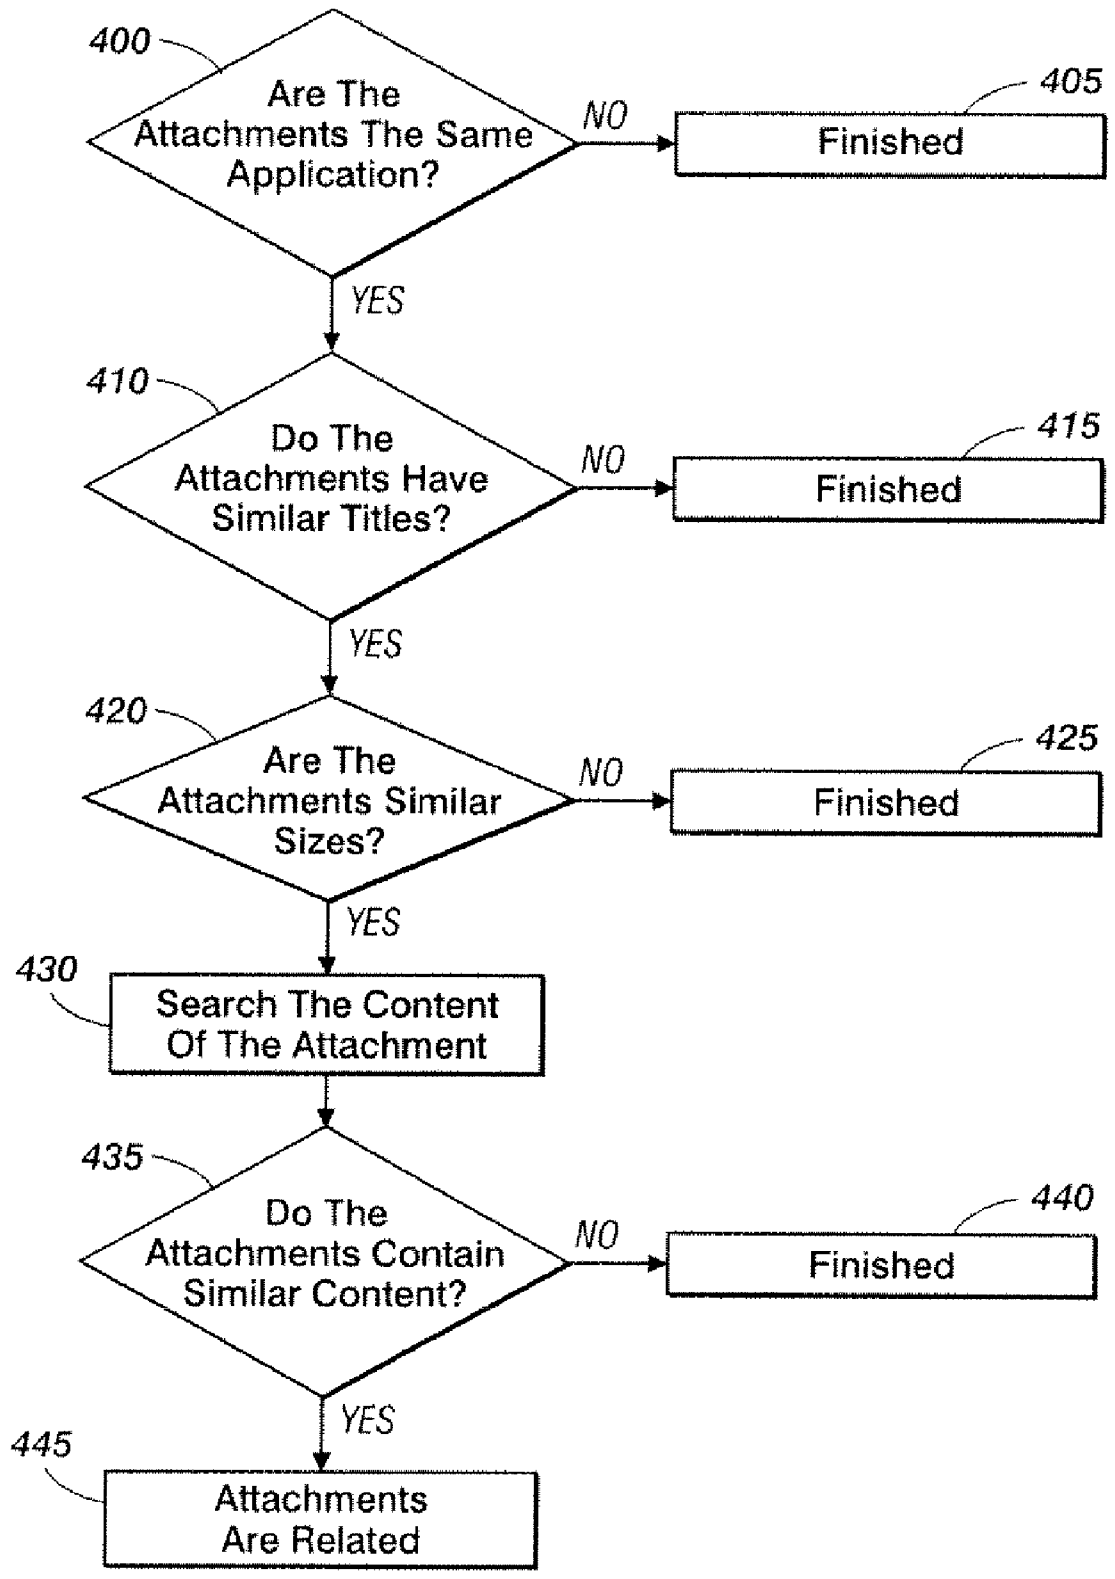 400
Are The
Attachments The Same
Application?
NO
405
Finished
YES
410
Do The
Attachments Have
Similar Titles?
NO
415
Finished
YES
420
Are The
Attachments Similar
Sizes?
NO
425
Finished
YES
430
Search The Content
Of The Attachment
435
Do The
Attachments Contain
Similar Content?
NO
440
Finished
YES
445
Attachments
Are Related